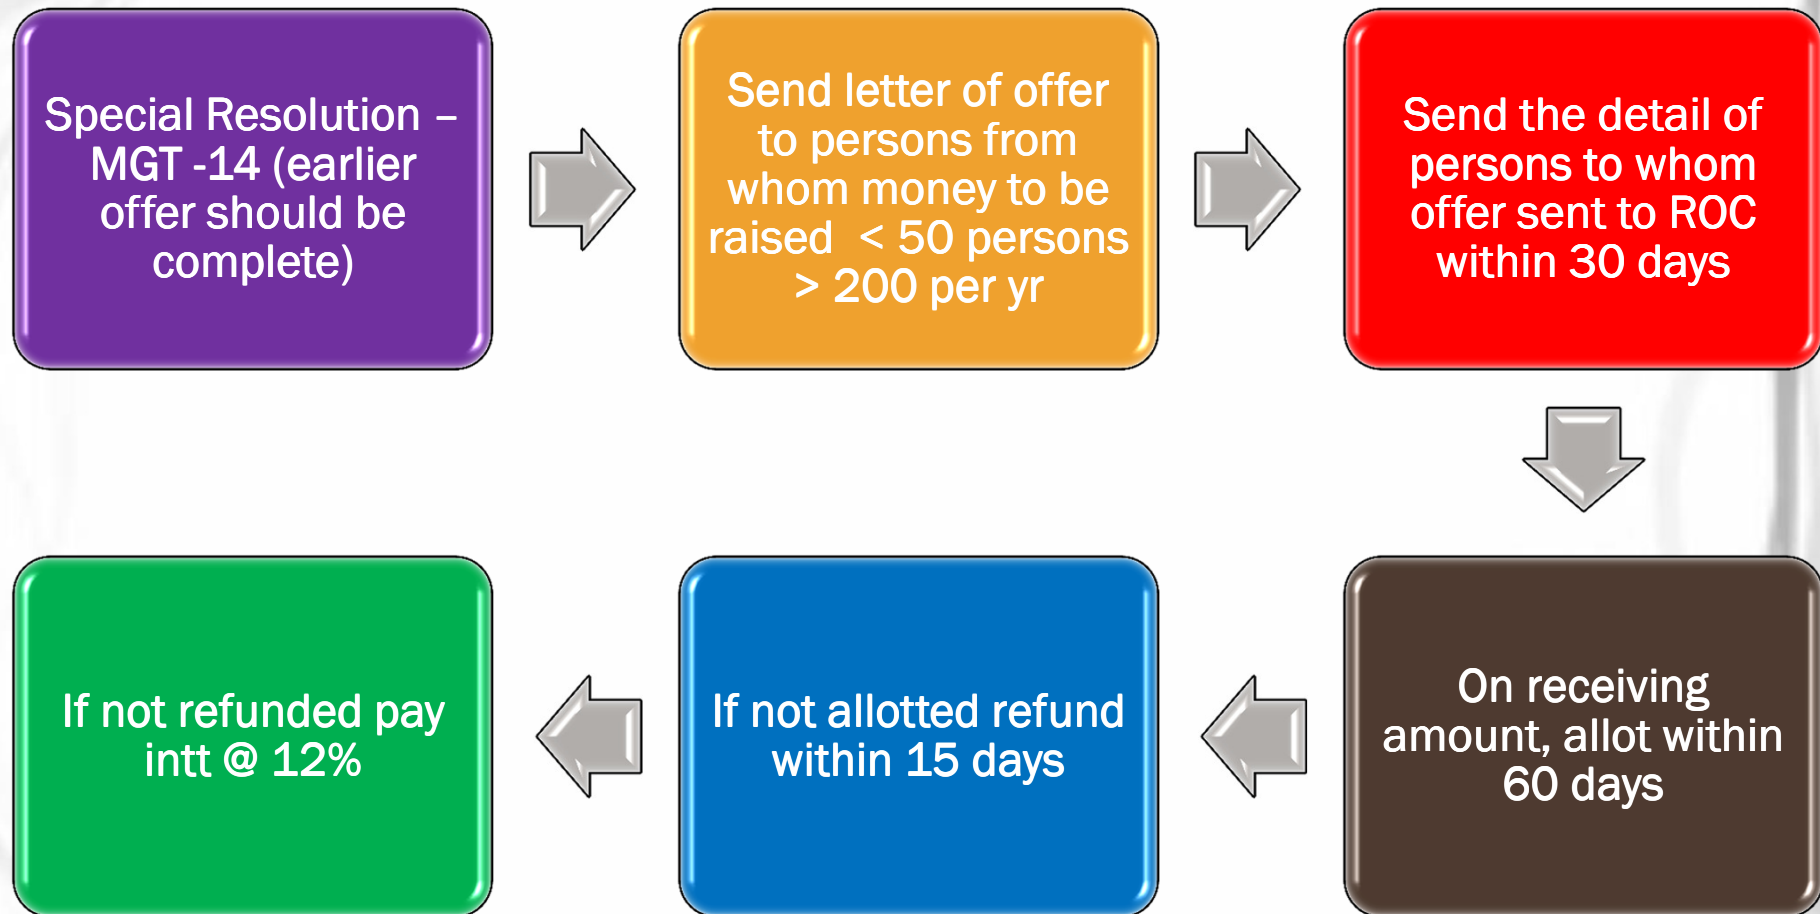 Special Resolution –
MGT -14 (earlier
offer should be
complete)
Send letter of offer
to persons from
whom money to be
raised < 50 persons
> 200 per yr
Send the detail of
persons to whom
offer sent to ROC
within 30 days
On receiving
amount, allot within
60 days
If not allotted refund
within 15 days
If not refunded pay
intt @ 12%